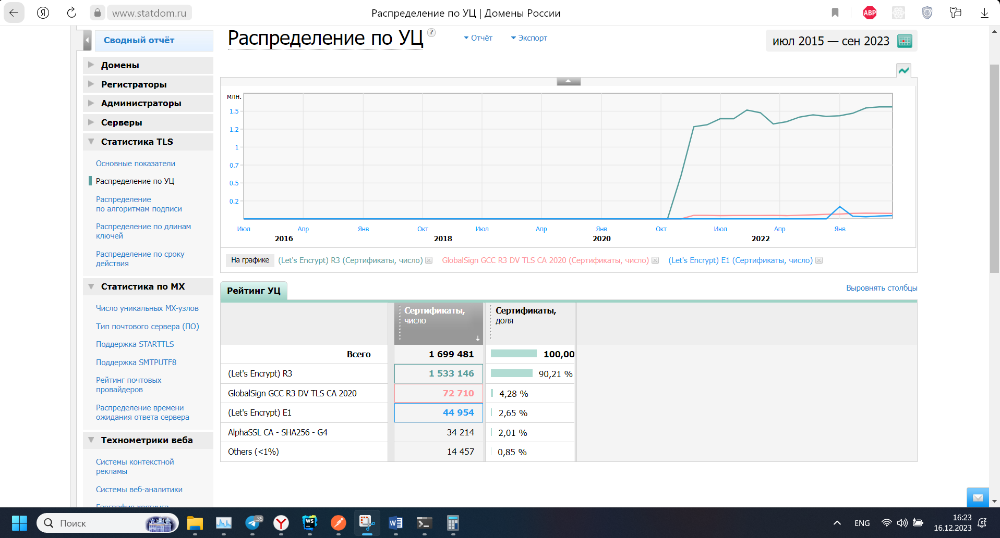 Я
www.statdom.ru
Распределение по УЦ | Домены России
ABP
Сводный отчёт
Домены
Регистраторы
Администраторы
Серверы
Статистика TLS
Основные показатели
Распределение по УЦ
Распределение
по алгоритмам подписи
Распределение по длинам
ключей
Распределение по сроку
действия
Статистика по MX
Число уникальных MX-узлов
Тип почтового сервера (ПО)
Поддержка STARTTLS
Поддержка SMTPUTF8
Рейтинг почтовых
провайдеров
Распределение времени
ожидания ответа сервера
Технометрики веба
Системы контекстной
рекламы
Системы веб-аналитики
География хостинга
Распределение по УЦ ?
Отчёт
Экспорт
июл 2015 — сен 2023
млн.
1.5
1.2
1
0.7
0.5
0.2
Июл Апр Янв Окт Июл Апр Янв Окт Июл Апр Янв
2016 2018 2020 2022
На графике (Let's Encrypt) R3 (Сертификаты, число) GlobalSign GCC R3 DV TLS CA 2020 (Сертификаты, число) (Let's Encrypt) E1 (Сертификаты, число)
Рейтинг УЦ
Выровнять столбцы
Сертификаты,
число
Сертификаты,
доля
Всего 1 699 481 100,00
(Let's Encrypt) R3 1 533 146 90,21 %
GlobalSign GCC R3 DV TLS CA 2020 72 710 4,28 %
(Let's Encrypt) E1 44 954 2,65 %
AlphaSSL CA - SHA256 - G4 34 214 2,01 %
Others (<1%) 14 457 0,85 %
Поиск
..35
WS
ENG
16:23
16.12.2023